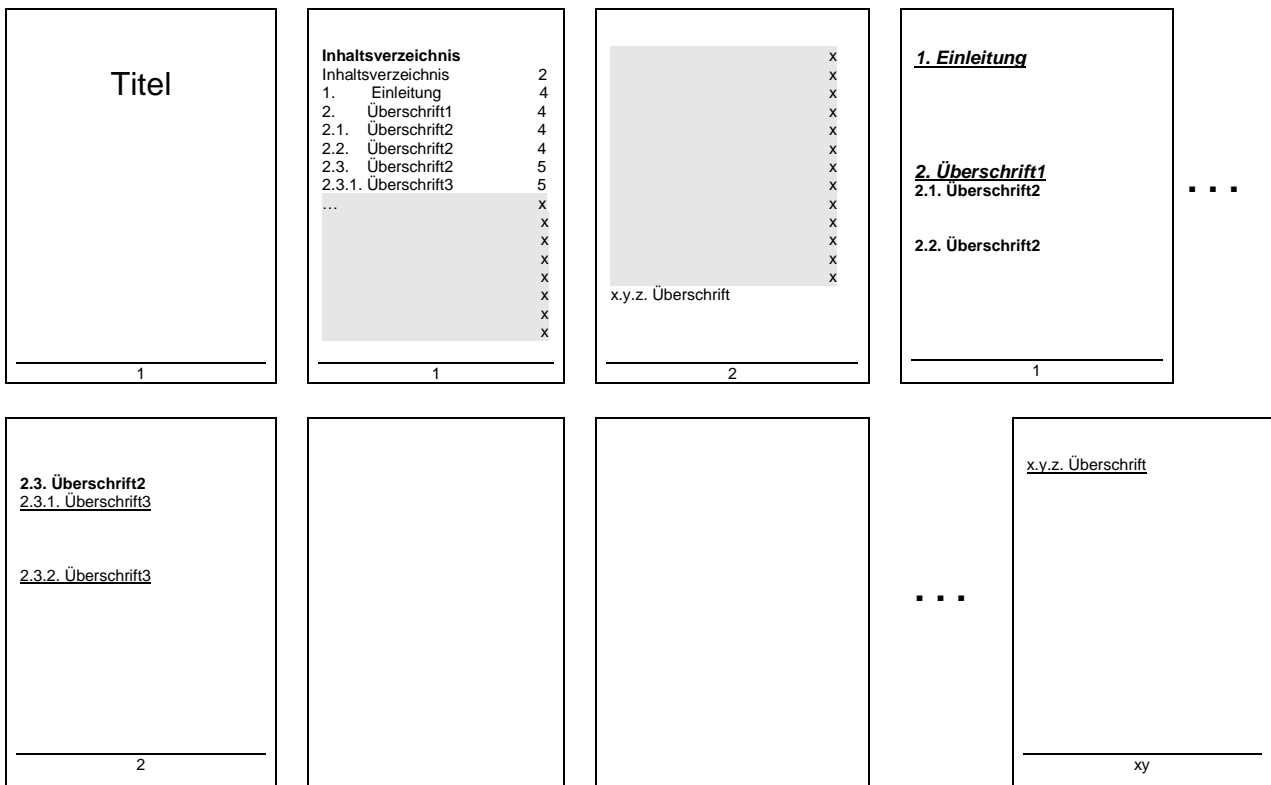 Titel
1
Inhaltsverzeichnis
Inhaltsverzeichnis 2
1. Einleitung 4
2. Überschrift1 4
2.1. Überschrift2 4
2.2. Überschrift2 4
2.3. Überschrift2 5
2.3.1. Überschrift3 5
… x
x
x
x
x
x
x
x
1
x
x
x
x
x
x
x
x
x
x
x
x
x
x.y.z. Überschrift
2
1. Einleitung
2. Überschrift1
2.1. Überschrift2
2.2. Überschrift2
1
. . .
2.3. Überschrift2
2.3.1. Überschrift3
2.3.2. Überschrift3
2
. . .
x.y.z. Überschrift
xy